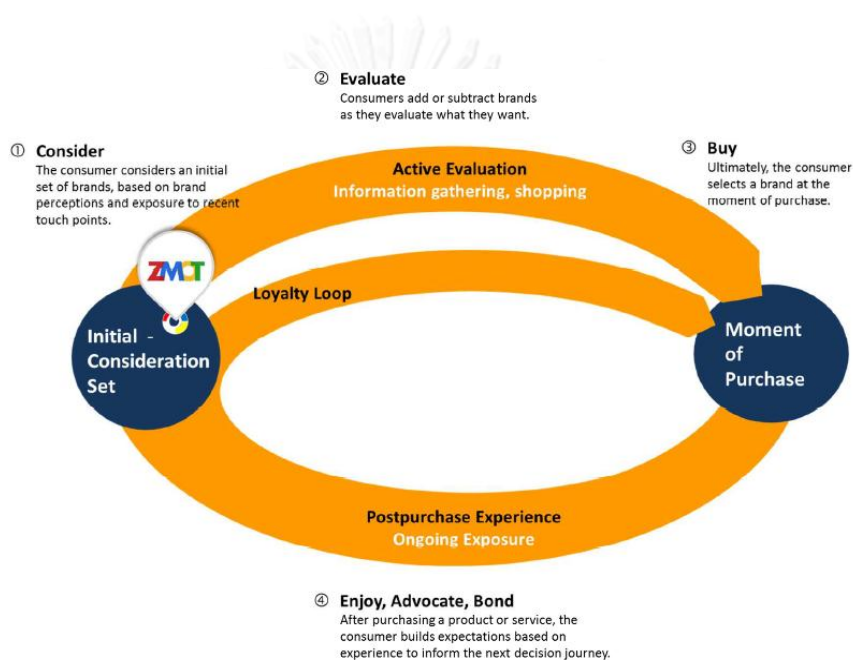 ② Evaluate
Consumers add or subtract brands
as they evaluate what they want.
① Consider
The consumer considers an initial
set of brands, based on brand
perceptions and exposure to recent
touch points.
③ Buy
Ultimately, the consumer
selects a brand at the
moment of purchase.
Active Evaluation
Information gathering, shopping
ZMOT
Loyalty Loop
Initial -
Consideration
Set
Moment
of
Purchase
Postpurchase Experience
Ongoing Exposure
④ Enjoy, Advocate, Bond
After purchasing a product or service, the
consumer builds expectations based on
experience to inform the next decision journey.